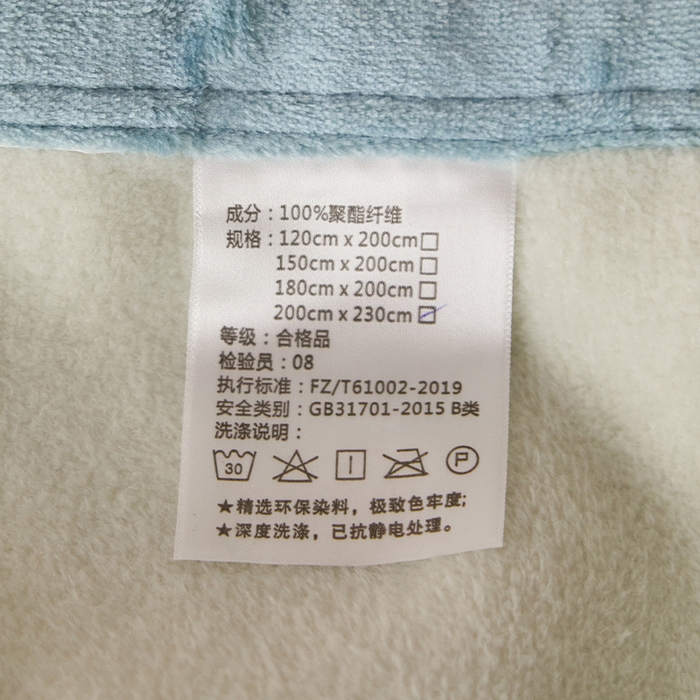 成分：100%聚酯纤维
规格：120cm x 200cm□
150cm x 200cm□
180cm x 200cm□
200cm x 230cm☑
等级：合格品
检验员：08
执行标准：FZ/T61002-2019
安全类别：GB31701-2015 B类
洗涤说明：
30 P
★精选环保染料，极致色牢度;
★深度洗涤，已抗静电处理。